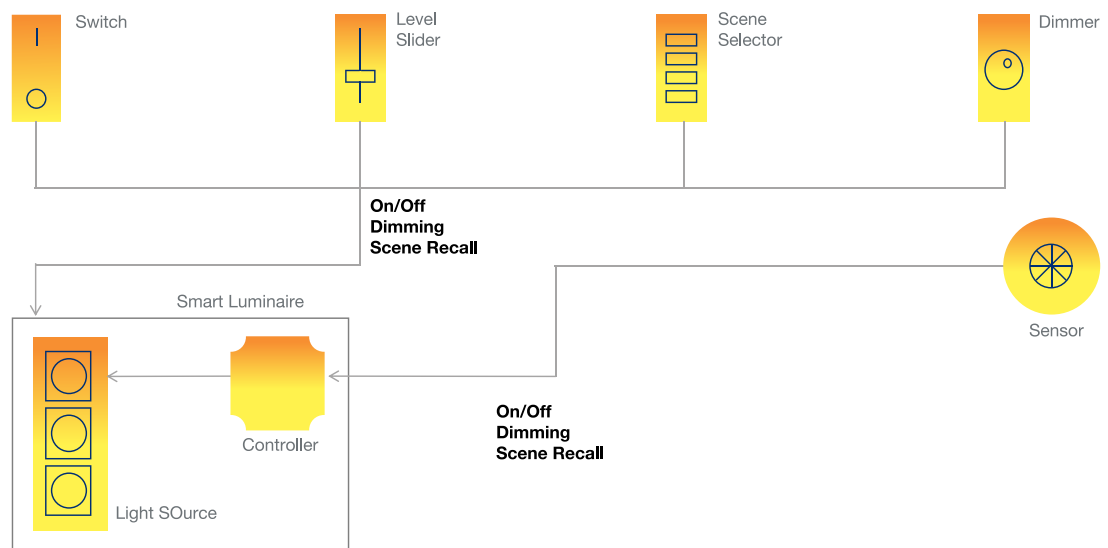 Switch
Level
Slider
Scene
Selector
Dimmer
On/Off
Dimming
Scene Recall
Sensor
Smart Luminaire
On/Off
Dimming
Scene Recall
Controller
Light SOurce